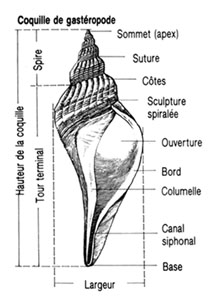 Coquille de gastéropode
Sommet (apex)
Suture
Côtes
Sculpture
spiralée
Ouverture
Bord
Columelle
Canal
siphonal
Base
Largeur
Hauteur de la coquille
Spire
Tour terminal